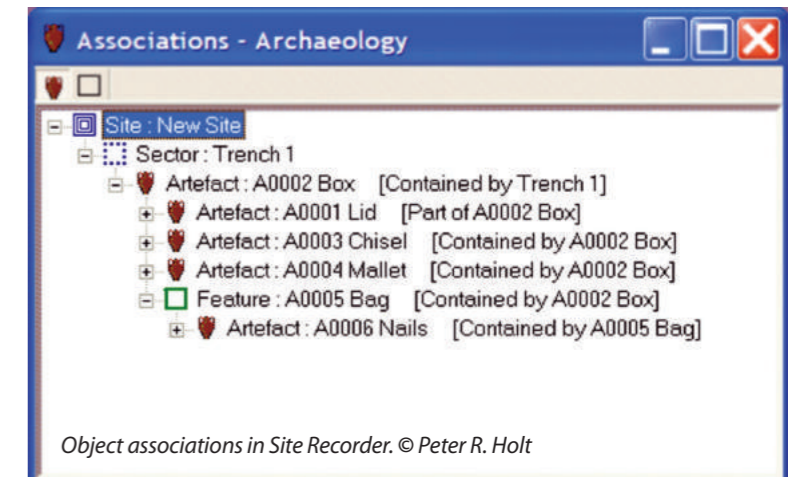 Associations - Archaeology
Site : New Site
Sector : Trench 1
Artefact : A0002 Box [Contained by Trench 1]
Artefact : A0001 Lid [Part of A0002 Box]
Artefact : A0003 Chisel [Contained by A0002 Box]
Artefact : A0004 Mallet [Contained by A0002 Box]
Feature : A0005 Bag [Contained by A0002 Box]
Artefact : A0006 Nails [Contained by A0005 Bag]
Object associations in Site Recorder. © Peter R. Holt